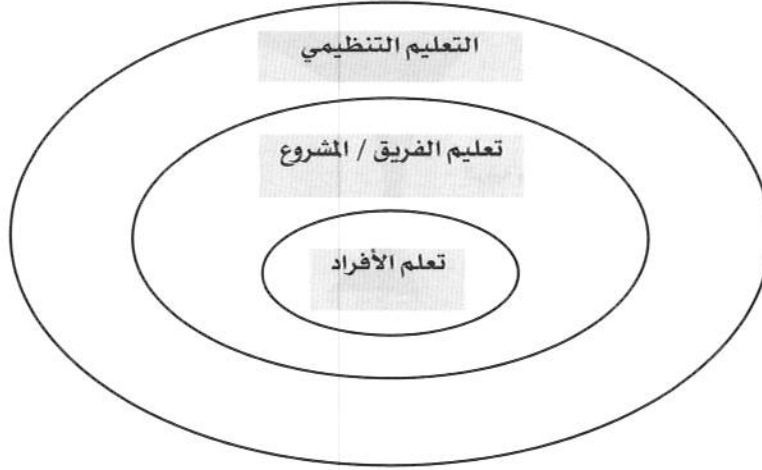 التعليم التنظيمي
تعليم الفريق / المشروع
تعلم الأفراد